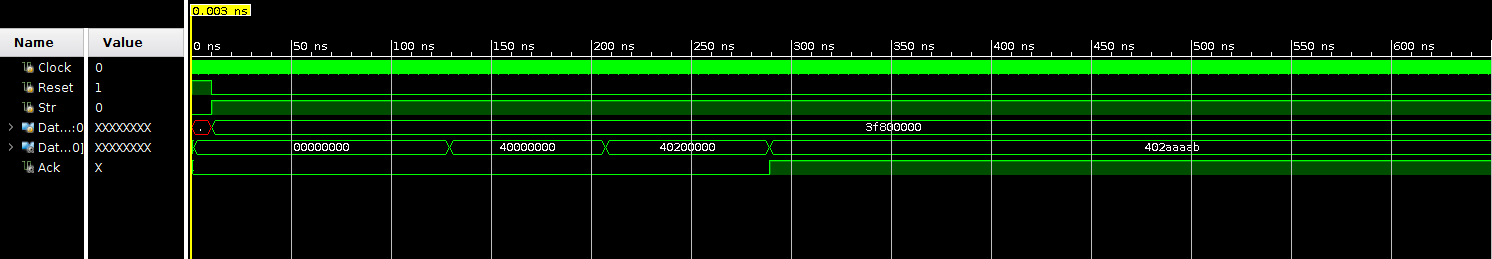 0.003 ns
Name Value 0 ns 50 ns 100 ns 150 ns 200 ns 250 ns 300 ns 350 ns 400 ns 450 ns 500 ns 550 ns 600 ns
Clock 0
Reset 1
Str 0
Dat...:0 XXXXXXXX . 3f800000
Dat...0] XXXXXXXX 00000000 40000000 40200000 402aaaab
Ack X